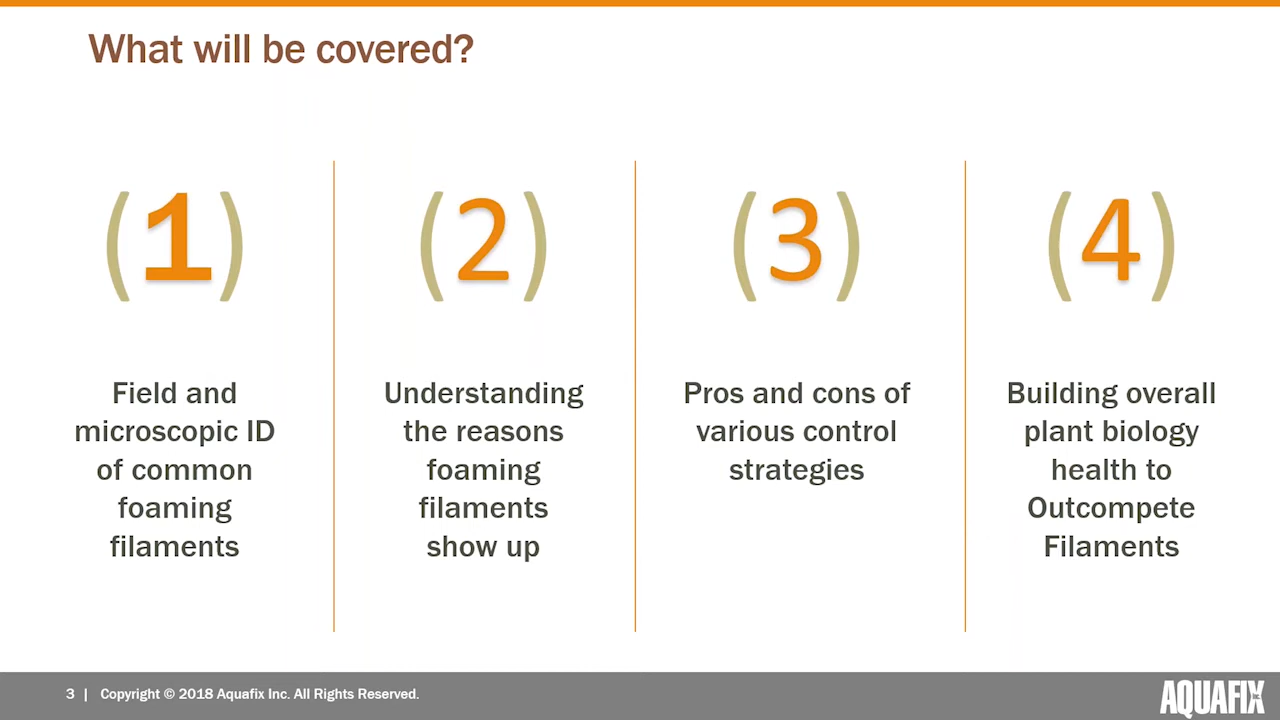 What will be covered?
(1)
Field and
microscopic ID
of common
foaming
filaments
(2)
Understanding
the reasons
foaming
filaments
show up
(3)
Pros and cons of
various control
strategies
(4)
Building overall
plant biology
health to
Outcompete
Filaments
3 | Copyright © 2018 Aquafix Inc. All Rights Reserved.
AQUAFIX INC.